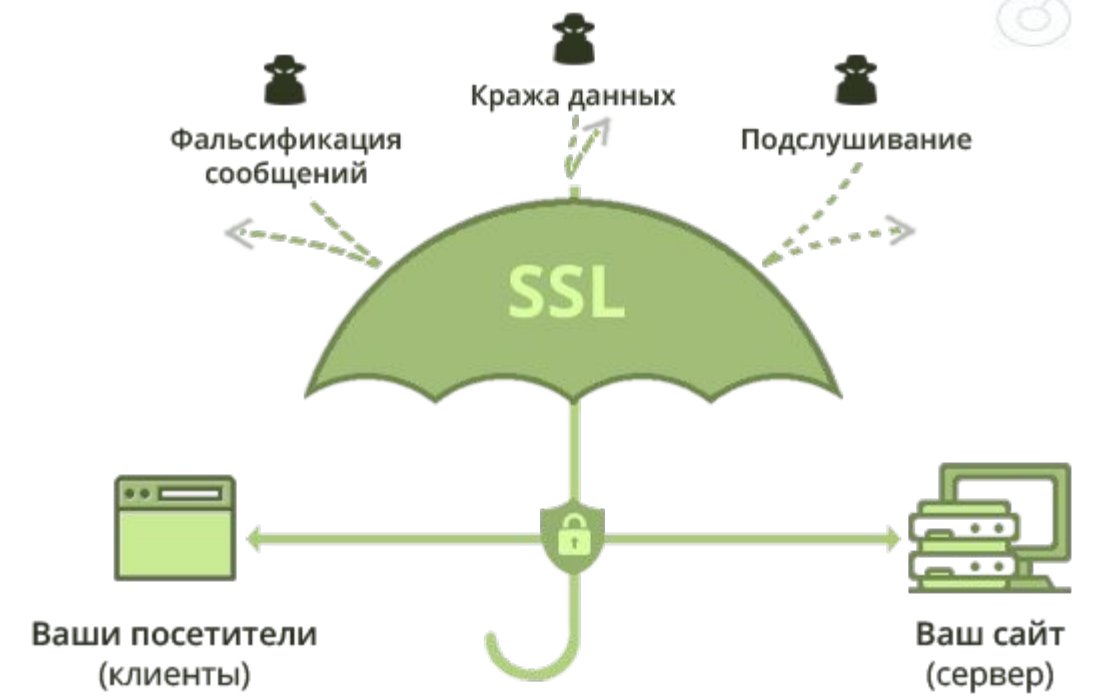 Кража данных
Фальсификация
сообщений
Подслушивание
SSL
Ваши посетители
(клиенты)
Ваш сайт
(сервер)